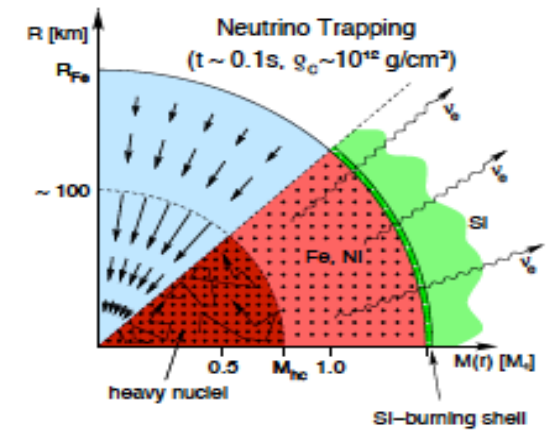 R [km]
Neutrino Trapping
(t ~ 0.1s, ϱc~10¹² g/cm³)
RFe
νe
~ 100
νe
Si
Fe, Ni
νe
0.5
Mhc
1.0
M(r) [M☉]
heavy nuclei
Si-burning shell